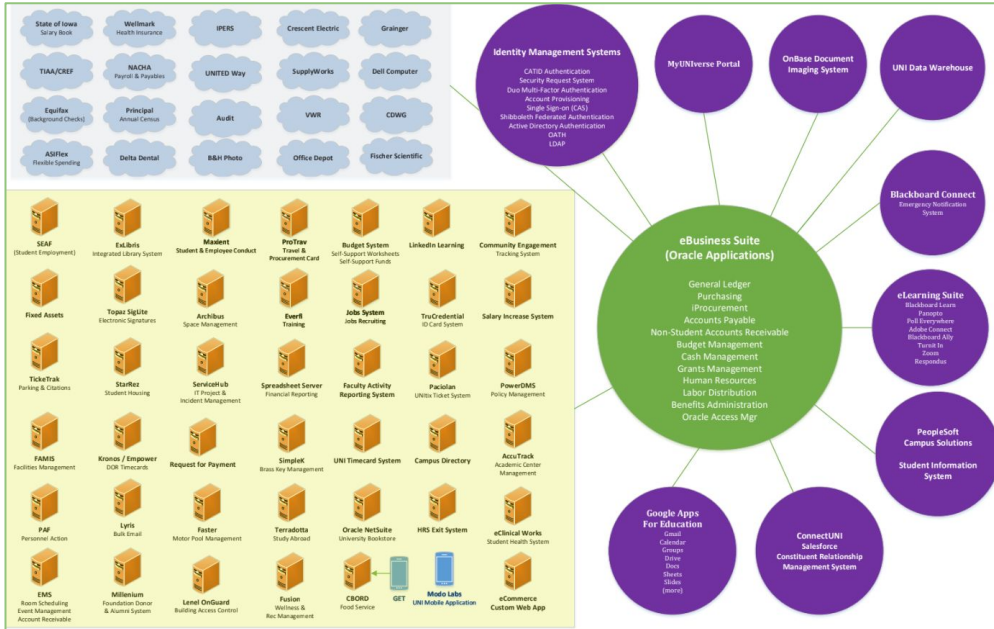 State of Iowa
Salary Book
Wellmark
Health Insurance
IPERS
Crescent Electric
Grainger
TIAA/CREF
NACHA
Payroll & Payables
UNITED Way
SupplyWorks
Dell Computer
Equifax
(Background Checks)
Principal
Annual Census
Audit
VWR
CDWG
ASIFlex
Flexible Spending
Delta Dental
B&H Photo
Office Depot
Fischer Scientific
Identity Management Systems
CATID Authentication
Security Request System
Duo Multi-Factor Authentication
Account Provisioning
Single Sign-on (CAS)
Shibboleth Federated Authentication
Active Directory Authentication
OATH
LDAP
MyUNIverse Portal
OnBase Document
Imaging System
UNI Data Warehouse
Blackboard Connect
Emergency Notification
System
eLearning Suite
Blackboard Learn
Panopto
Poll Everywhere
Adobe Connect
Blackboard Ally
Turnit In
Zoom
Respondus
PeopleSoft
Campus Solutions
Student Information
System
ConnectUNI
Salesforce
Constituent Relationship
Management System
Google Apps
For Education
Gmail
Calendar
Groups
Drive
Docs
Sheets
Slides
(more)
eBusiness Suite
(Oracle Applications)
General Ledger
Purchasing
iProcurement
Accounts Payable
Non-Student Accounts Receivable
Budget Management
Cash Management
Grants Management
Human Resources
Labor Distribution
Benefits Administration
Oracle Access Mgr
SEAF
(Student Employment)
ExLibris
Integrated Library System
Maxient
Student & Employee Conduct
ProTrav
Travel &
Procurement Card
Budget System
Self-Support Worksheets
Self-Support Funds
LinkedIn Learning
Community Engagement
Tracking System
Fixed Assets
Topaz SigLite
Electronic Signatures
Archibus
Space Management
Everfi
Training
Jobs System
Jobs Recruiting
TruCredential
ID Card System
Salary Increase System
TickeTrak
Parking & Citations
StarRez
Student Housing
ServiceHub
IT Project &
Incident Management
Spreadsheet Server
Financial Reporting
Faculty Activity
Reporting System
Paciolan
UNItix Ticket System
PowerDMS
Policy Management
FAMIS
Facilities Management
Kronos / Empower
DOR Timecards
Request for Payment
SimpleK
Brass Key Management
UNI Timecard System
Campus Directory
AccuTrack
Academic Center
Management
PAF
Personnel Action
Lyris
Bulk Email
Faster
Motor Pool Management
Terradotta
Study Abroad
Oracle NetSuite
University Bookstore
HRS Exit System
eClinical Works
Student Health System
EMS
Room Scheduling
Event Management
Account Receivable
Millenium
Foundation Donor
& Alumni System
Lenel OnGuard
Building Access Control
Fusion
Wellness &
Rec Management
CBORD
Food Service
GET
Modo Labs
UNI Mobile Application
eCommerce
Custom Web App